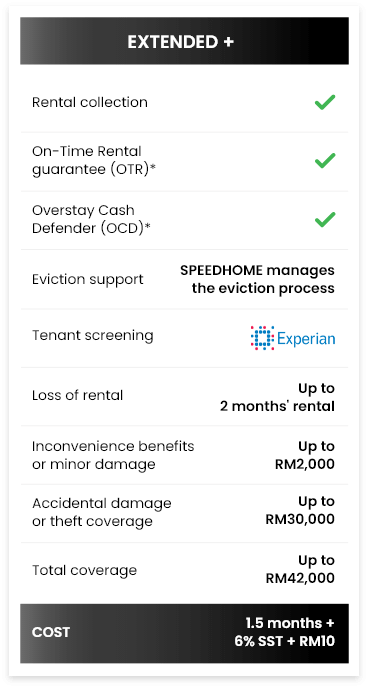 EXTENDED +
Rental collection
On-Time Rental
guarantee (OTR)*
Overstay Cash
Defender (OCD)*
Eviction support
SPEEDHOME manages
the eviction process
Tenant screening
Experian
Loss of rental
Up to
2 months' rental
Inconvenience benefits
or minor damage
Up to
RM2,000
Accidental damage
or theft coverage
Up to
RM30,000
Total coverage
Up to
RM42,000
COST
1.5 months +
6% SST + RM10